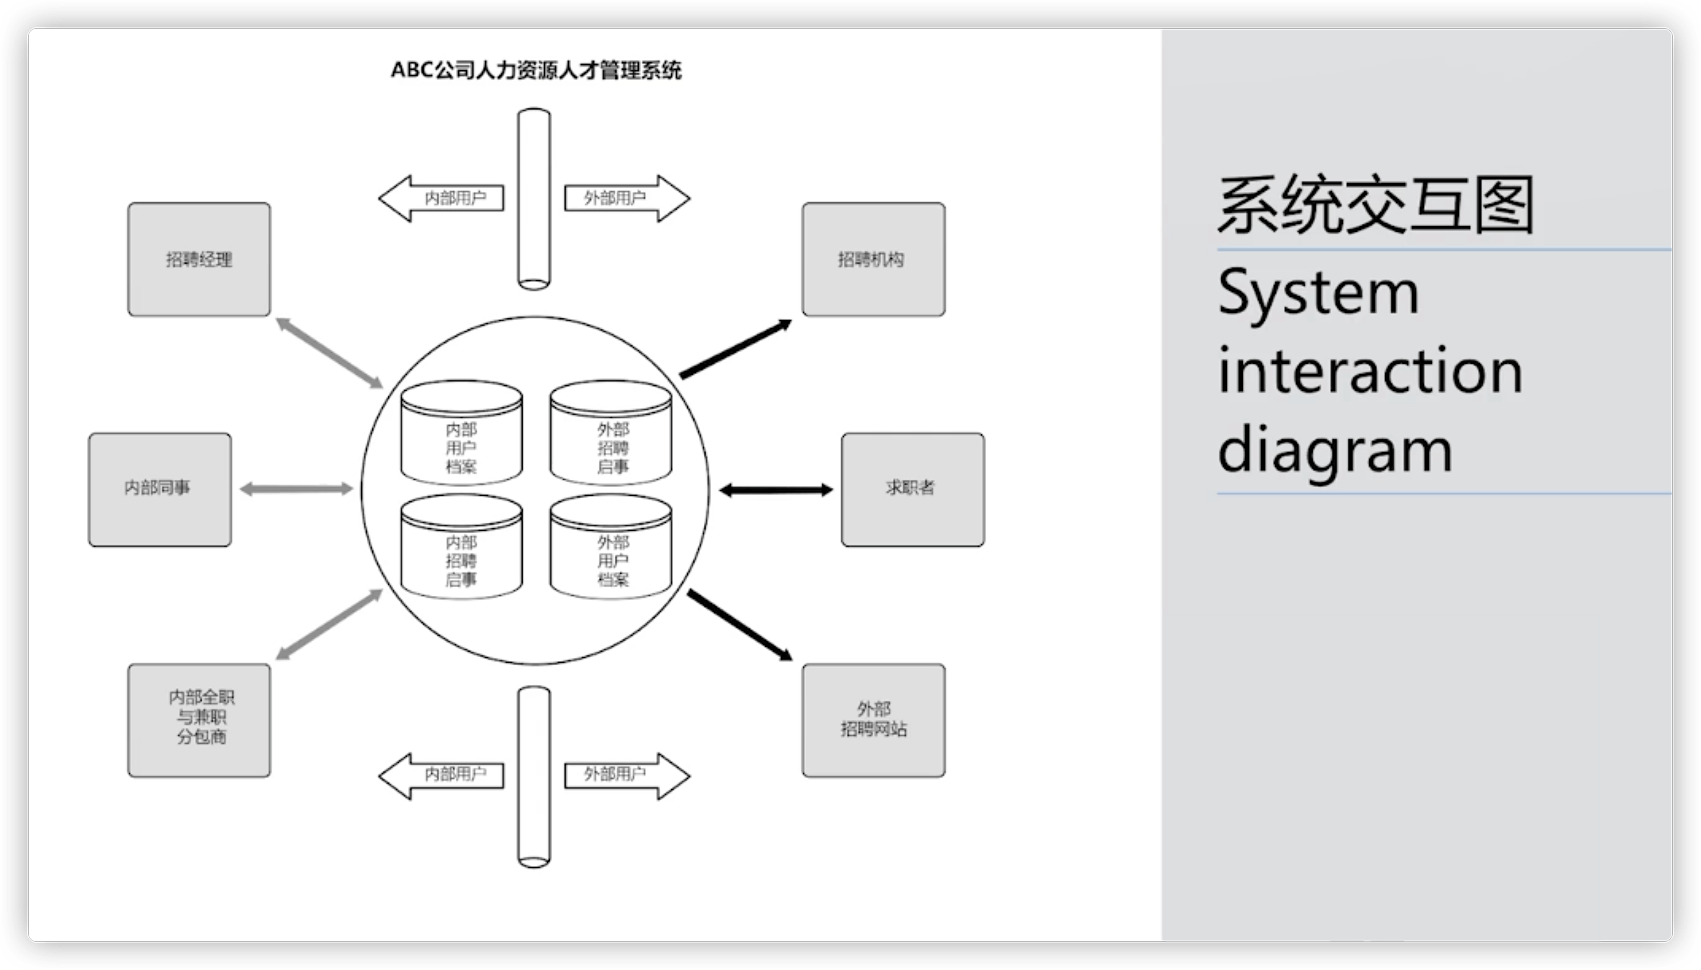 ABC公司人力资源人才管理系统
内部用户
外部用户
招聘经理
招聘机构
内部
用户
档案
外部
招聘
启事
内部同事
求职者
内部
招聘
启事
外部
用户
档案
内部全职
与兼职
分包商
外部
招聘网站
内部用户
外部用户
系统交互图
System
interaction
diagram